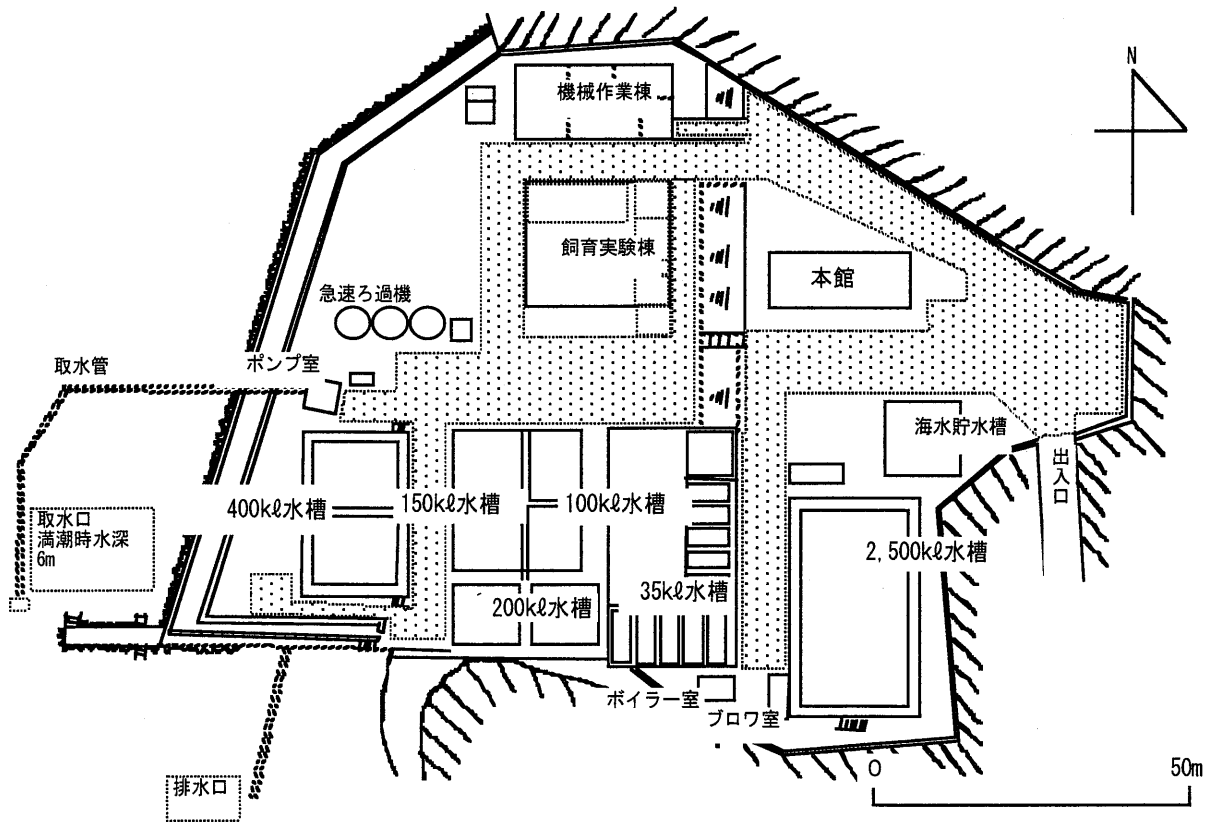 N
機械作業棟
飼育実験棟
本館
急速ろ過機
ポンプ室
取水管
海水貯水槽
出入口
400kℓ水槽
150kℓ水槽
100kℓ水槽
取水口
満潮時水深
6m
2,500kℓ水槽
35kℓ水槽
200kℓ水槽
ボイラー室
ブロワ室
排水口
0
50m